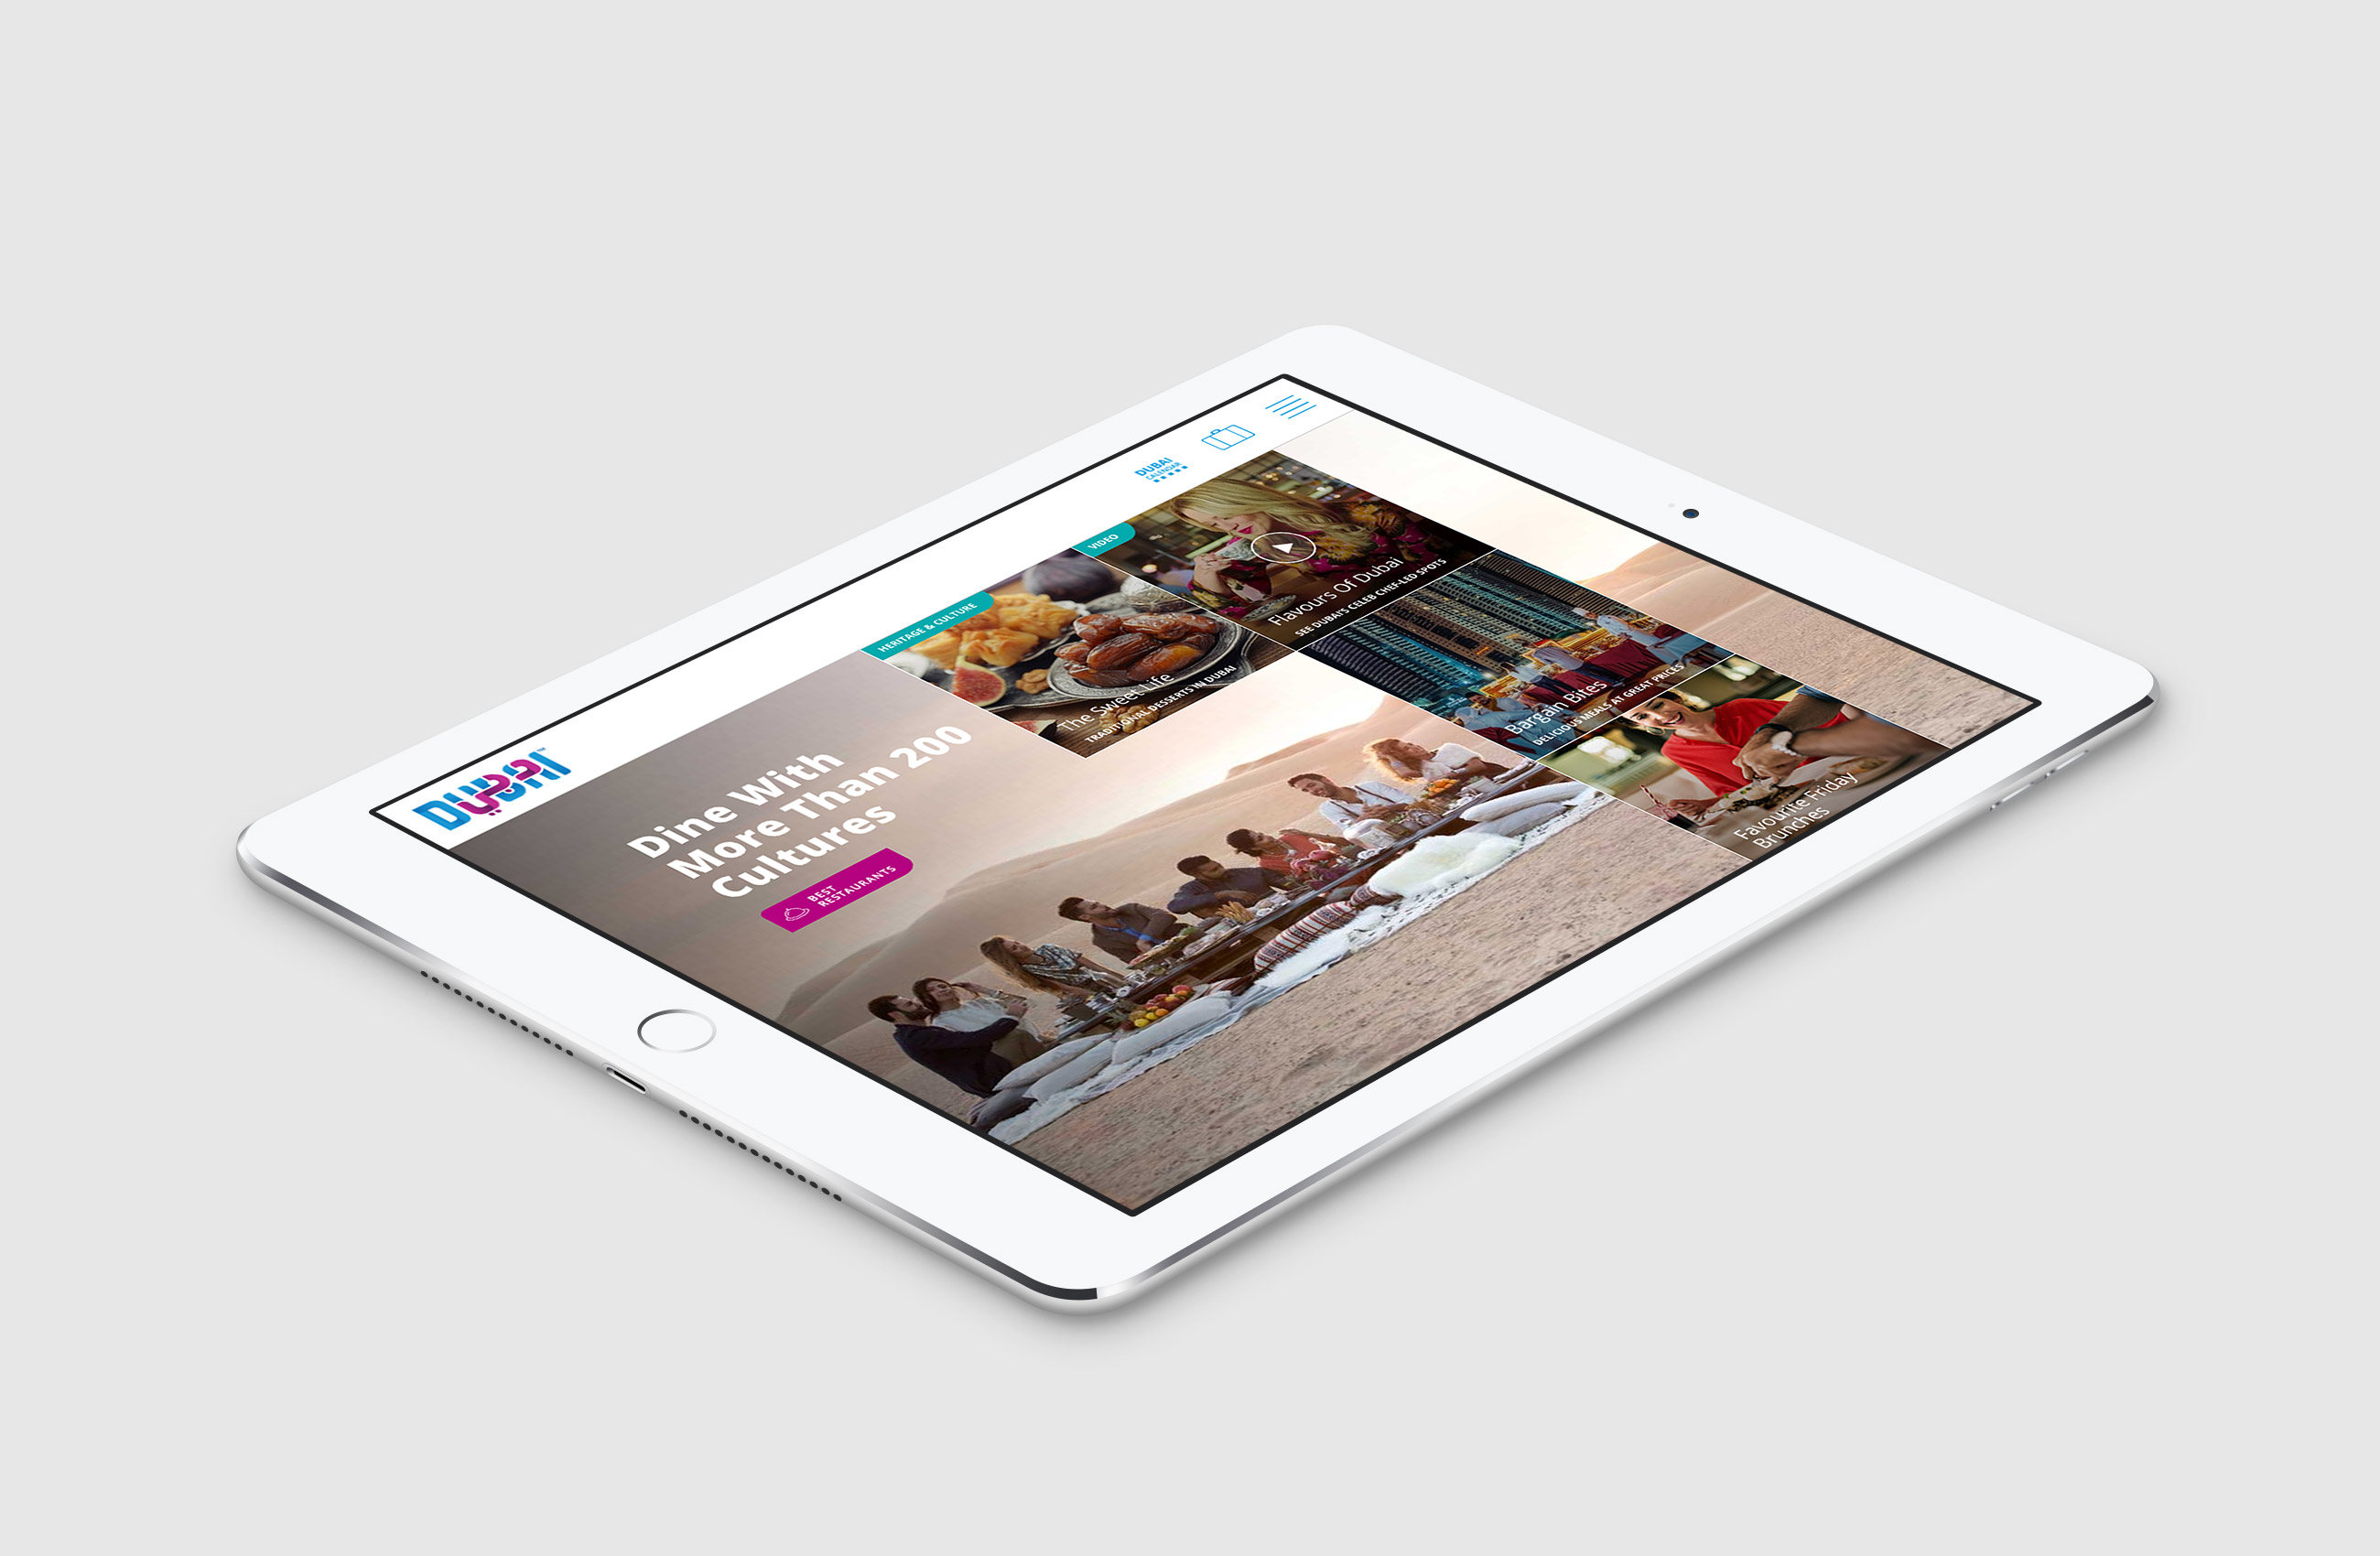 DUBAI دبي ™
DUBAI
CALENDAR
HERITAGE & CULTURE
VIDEO
Dine With
More Than 200
Cultures
BEST
RESTAURANTS
The Sweet Life
TRADITIONAL DESSERTS IN DUBAI
Flavours Of Dubai
SEE DUBAI'S CELEB CHEF-LED SPOTS
Bargain Bites
DELICIOUS MEALS AT GREAT PRICES
Favourite Friday
Brunches